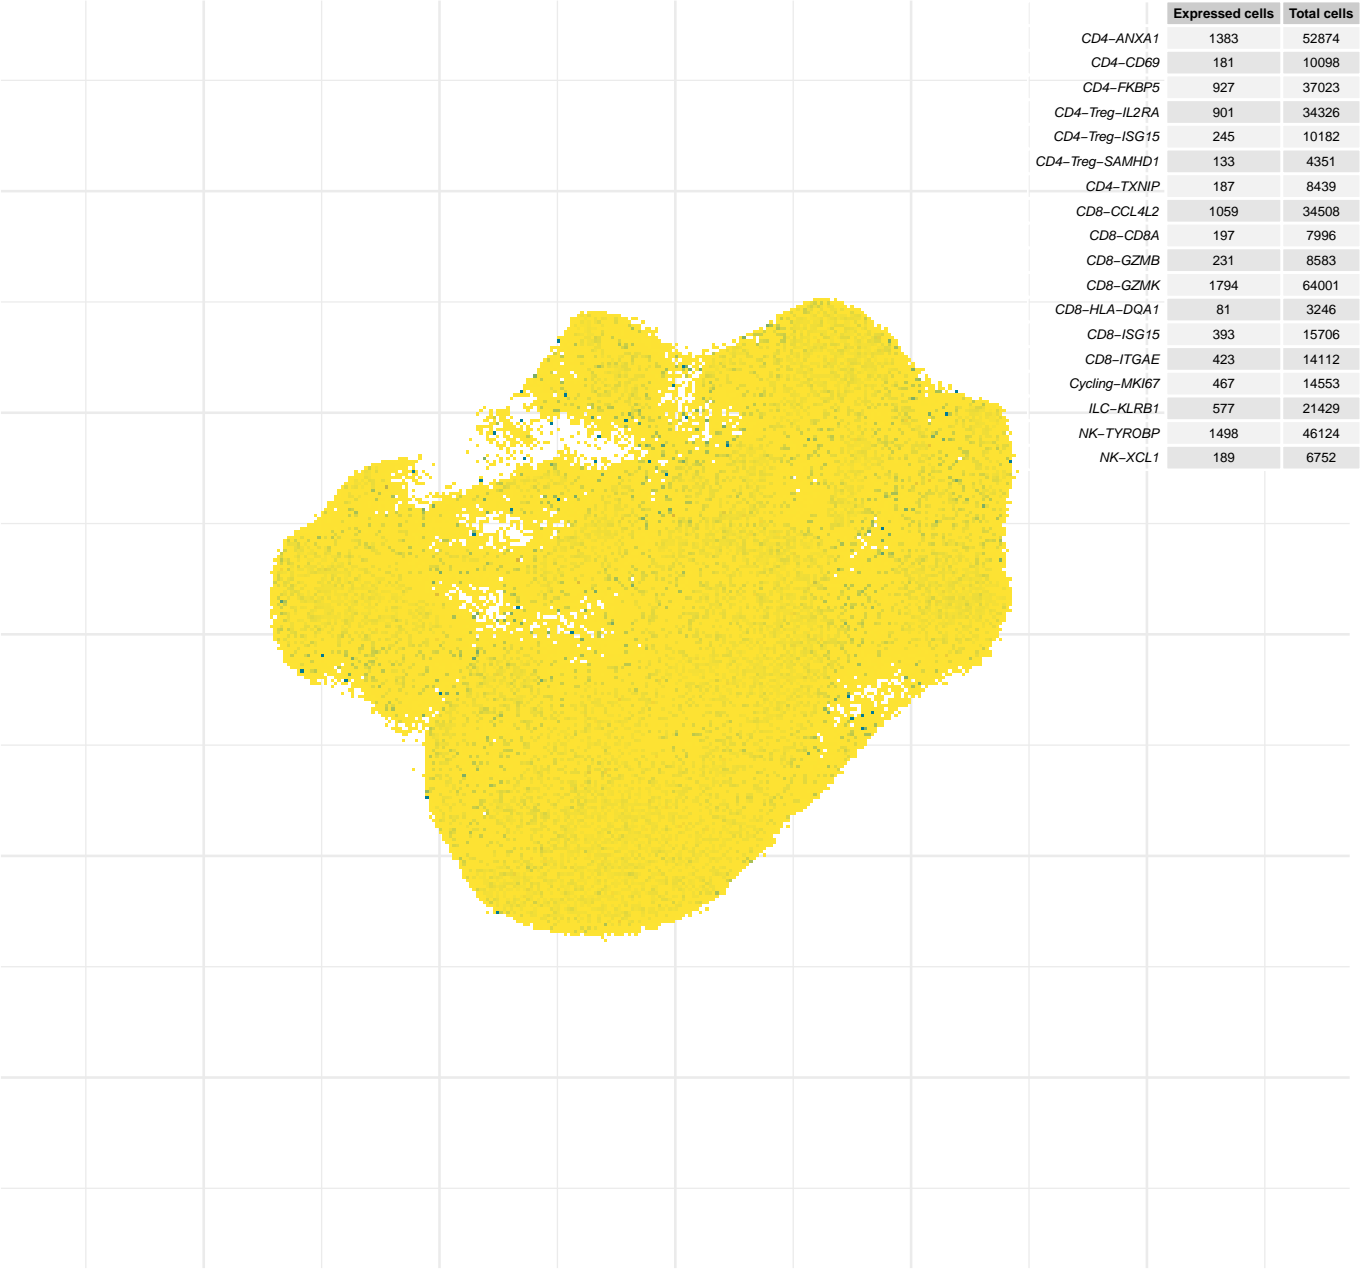 Expressed cells Total cells
CD4−ANXA1 1383 52874
CD4−CD69 181 10098
CD4−FKBP5 927 37023
CD4−Treg−IL2RA 901 34326
CD4−Treg−ISG15 245 10182
CD4−Treg−SAMHD1 133 4351
CD4−TXNIP 187 8439
CD8−CCL4L2 1059 34508
CD8−CD8A 197 7996
CD8−GZMB 231 8583
CD8−GZMK 1794 64001
CD8−HLA−DQA1 81 3246
CD8−ISG15 393 15706
CD8−ITGAE 423 14112
Cycling−MKI67 467 14553
ILC−KLRB1 577 21429
NK−TYROBP 1498 46124
NK−XCL1 189 6752